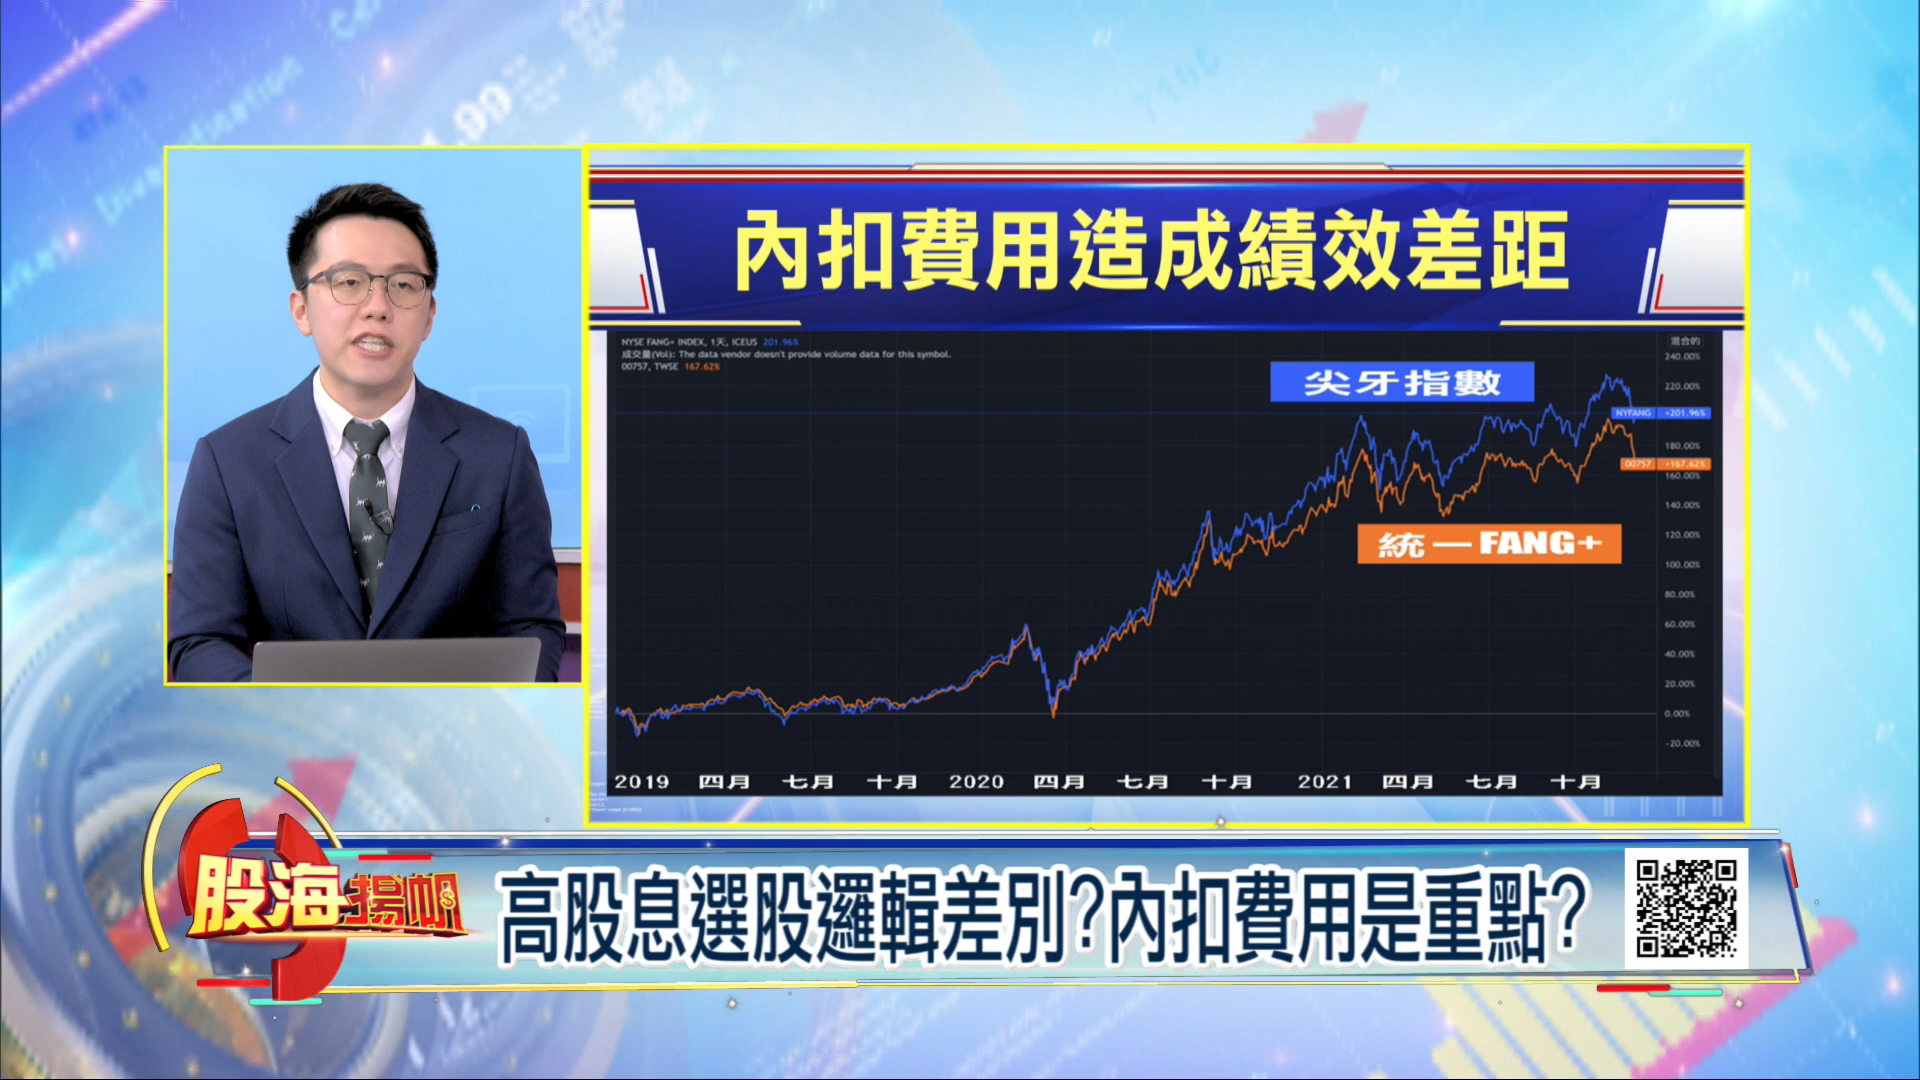 內扣費用造成績效差距
NYSE FANG+ INDEX, 1天, ICEUS 201.96%
成交量(Vol): The data vendor doesn't provide volume data for this symbol.
00757, TWSE 167.62%
混合的
240.00%
尖牙指數
220.00%
NYFANG +201.96%
180.00%
00757 +167.62%
160.00%
140.00%
統一FANG+
120.00%
100.00%
80.00%
60.00%
40.00%
20.00%
0.00%
-20.00%
2019 四月 七月 十月 2020 四月 七月 十月 2021 四月 七月 十月
股海揚帆
高股息選股邏輯差別?內扣費用是重點?